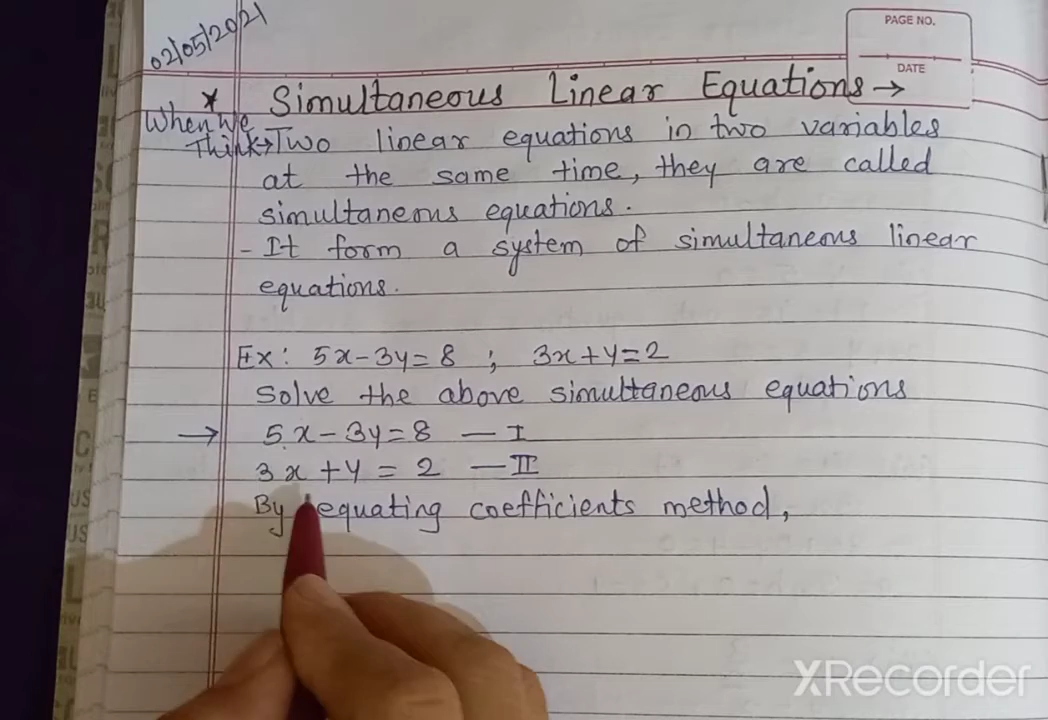 02/05/2021
PAGE NO.
DATE
* Simultaneous Linear Equations →
When we
Think → Two linear equations in two variables
at the same time, they are called
simultaneous equations.
- It form a system of simultaneous linear
equations.
Ex: 5x - 3y = 8 ; 3x + y = 2
Solve the above simultaneous equations
→ 5x - 3y = 8 — I
3x + y = 2 — II
By equating coefficients method,
XRecorder